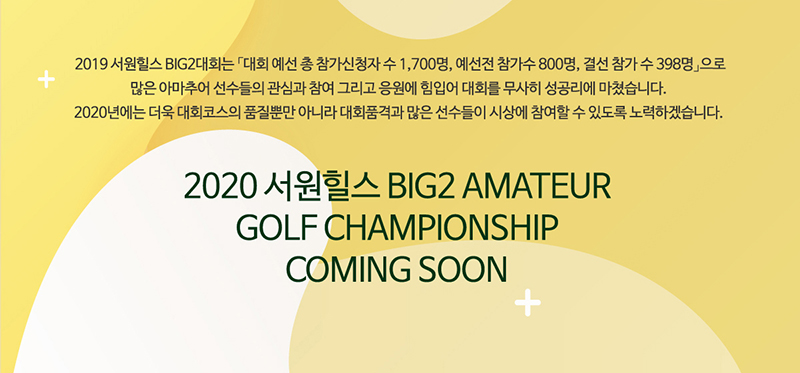 2019 서원힐스 BIG2대회는 「대회 예선 총 참가신청자 수 1,700명, 예선전 참가수 800명, 결선 참가 수 398명」으로
많은 아마추어 선수들의 관심과 참여 그리고 응원에 힘입어 대회를 무사히 성공리에 마쳤습니다.
2020년에는 더욱 대회코스의 품질뿐만 아니라 대회품격과 많은 선수들이 시상에 참여할 수 있도록 노력하겠습니다.
2020 서원힐스 BIG2 AMATEUR
GOLF CHAMPIONSHIP
COMING SOON